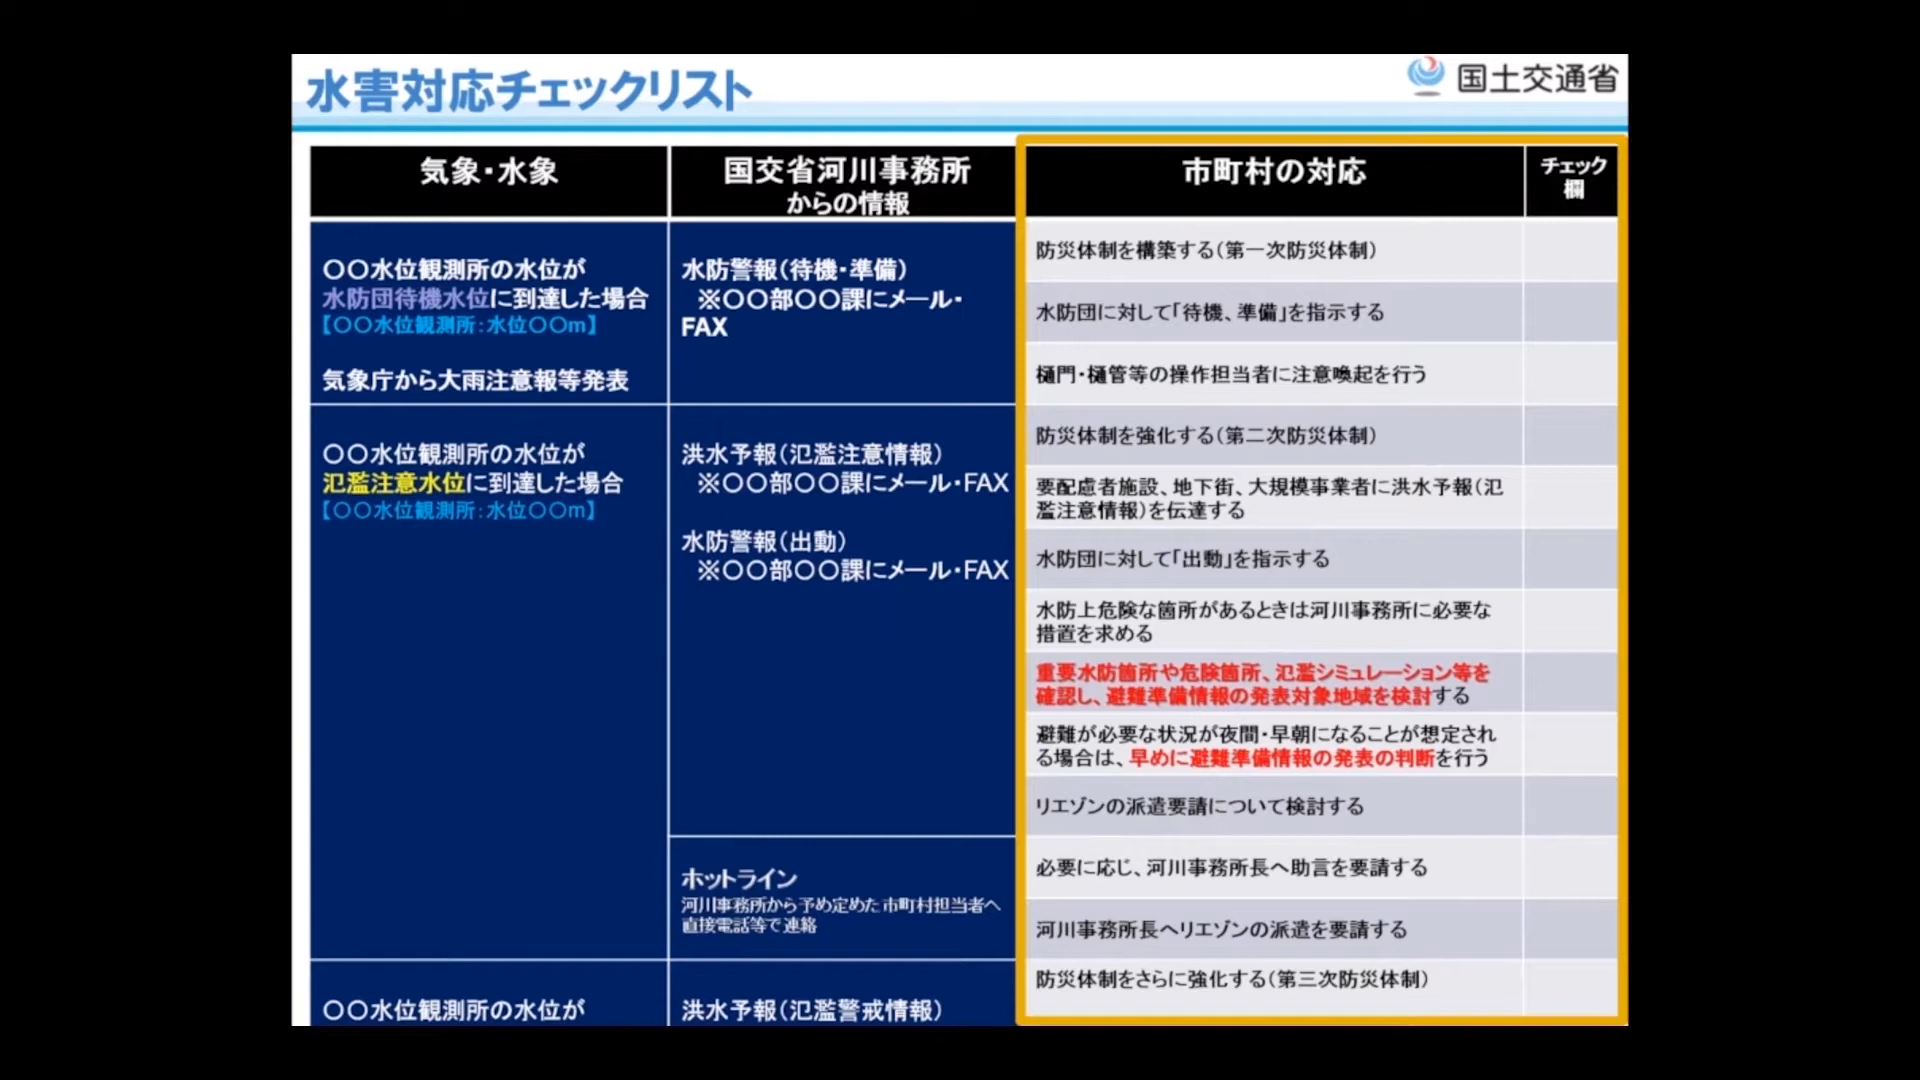 水害対応チェックリスト
国土交通省
気象・水象
国交省河川事務所
からの情報
市町村の対応
チェック
欄
〇〇水位観測所の水位が
水防団待機水位に到達した場合
【〇〇水位観測所：水位〇〇m】
気象庁から大雨注意報等発表
水防警報（待機・準備）
※〇〇部〇〇課にメール・
FAX
防災体制を構築する（第一次防災体制）
水防団に対して「待機、準備」を指示する
樋門・樋管等の操作担当者に注意喚起を行う
〇〇水位観測所の水位が
氾濫注意水位に到達した場合
【〇〇水位観測所：水位〇〇m】
洪水予報（氾濫注意情報）
※〇〇部〇〇課にメール・FAX
水防警報（出動）
※〇〇部〇〇課にメール・FAX
ホットライン
河川事務所から予め定めた市町村担当者へ
直接電話等で連絡
防災体制を強化する（第二次防災体制）
要配慮者施設、地下街、大規模事業者に洪水予報（氾
濫注意情報）を伝達する
水防団に対して「出動」を指示する
水防上危険な箇所があるときは河川事務所に必要な
措置を求める
重要水防箇所や危険箇所、氾濫シミュレーション等を
確認し、避難準備情報の発表対象地域を検討する
避難が必要な状況が夜間・早朝になることが想定され
る場合は、早めに避難準備情報の発表の判断を行う
リエゾンの派遣要請について検討する
必要に応じ、河川事務所長へ助言を要請する
河川事務所長へリエゾンの派遣を要請する
〇〇水位観測所の水位が
洪水予報（氾濫警戒情報）
防災体制をさらに強化する（第三次防災体制）